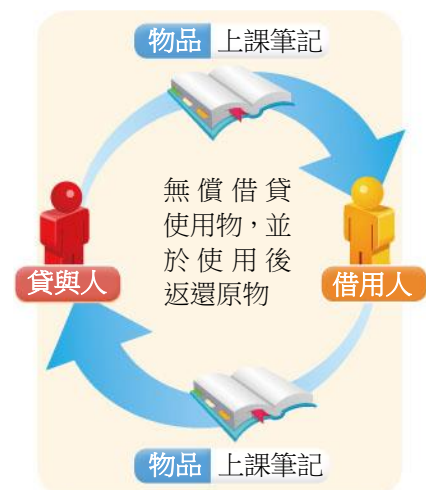 物品 上課筆記
無償借貸
使用物，並
於使用後
返還原物
貸與人
借用人
物品 上課筆記